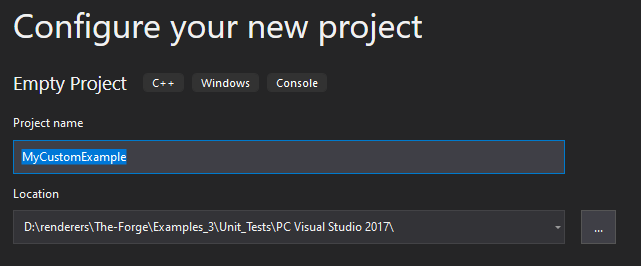 Configure your new project
Empty Project C++ Windows Console
Project name
MyCustomExample
Location
D:\renderers\The-Forge\Examples_3\Unit_Tests\PC Visual Studio 2017\
...